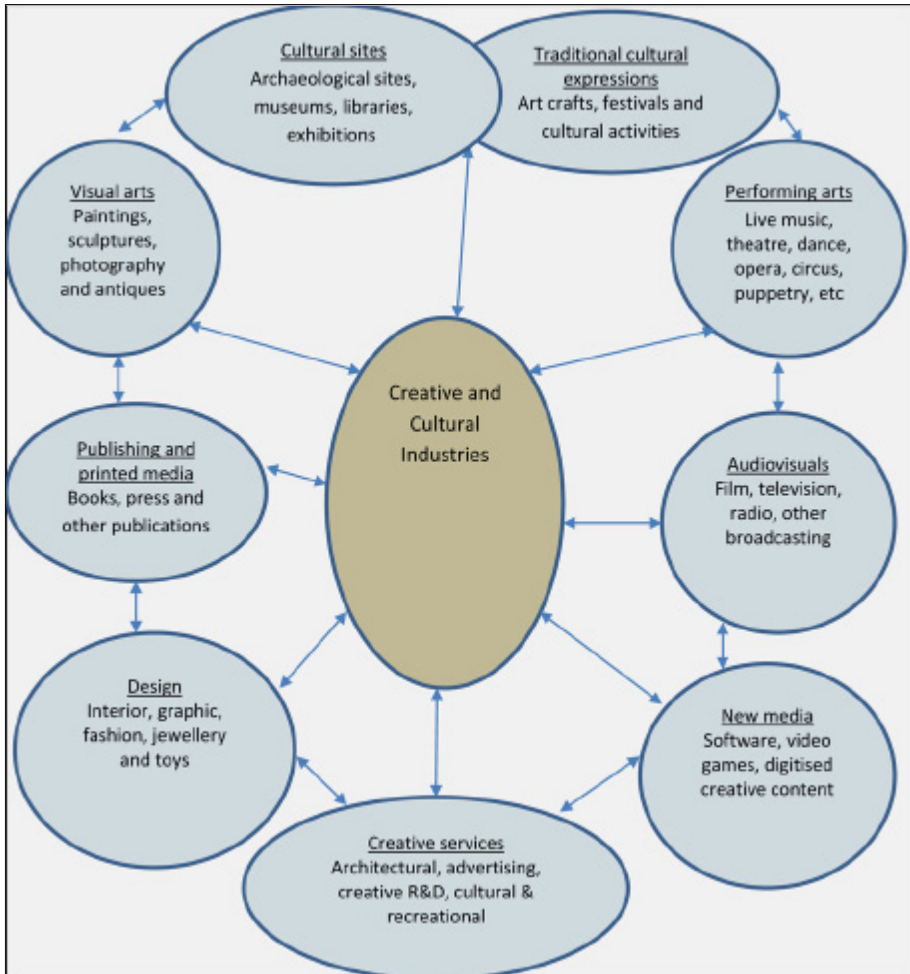 Cultural sites
Archaeological sites,
museums, libraries,
exhibitions
Traditional cultural
expressions
Art crafts, festivals and
cultural activities
Visual arts
Paintings,
sculptures,
photography
and antiques
Performing arts
Live music,
theatre, dance,
opera, circus,
puppetry, etc
Creative and
Cultural
Industries
Publishing and
printed media
Books, press and
other publications
Audiovisuals
Film, television,
radio, other
broadcasting
Design
Interior, graphic,
fashion, jewellery
and toys
New media
Software, video
games, digitised
creative content
Creative services
Architectural, advertising,
creative R&D, cultural &
recreational